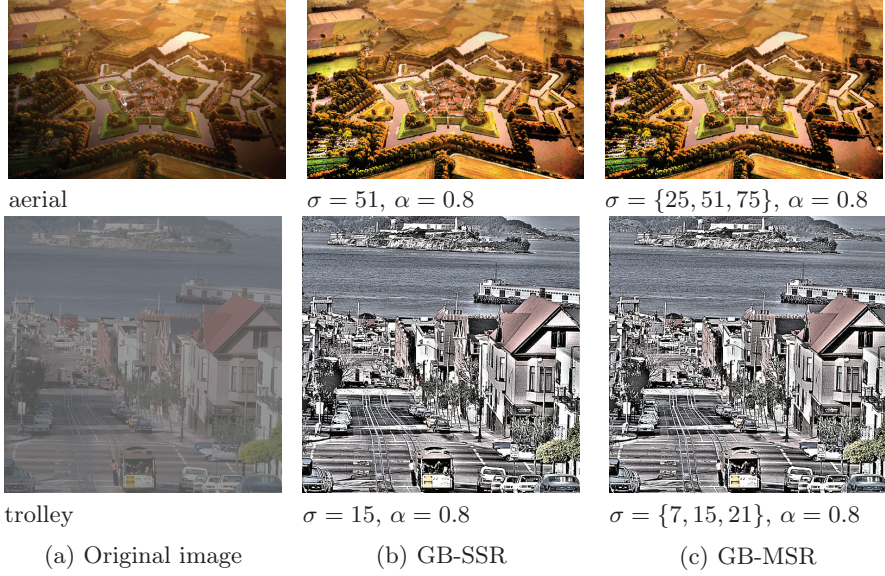 aerial
σ = 51, α = 0.8
σ = {25, 51, 75}, α = 0.8
trolley
σ = 15, α = 0.8
σ = {7, 15, 21}, α = 0.8
(a) Original image
(b) GB-SSR
(c) GB-MSR